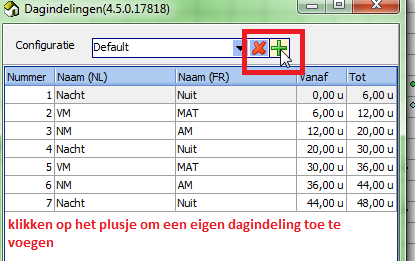 Dagindelingen(4.5.0.17818)
Configuratie Default
Nummer Naam (NL) Naam (FR) Vanaf Tot
1 Nacht Nuit 0,00 u 6,00 u
2 VM MAT 6,00 u 12,00 u
3 NM AM 12,00 u 20,00 u
4 Nacht Nuit 20,00 u 30,00 u
5 VM MAT 30,00 u 36,00 u
6 NM AM 36,00 u 44,00 u
7 Nacht Nuit 44,00 u 48,00 u
klikken op het plusje om een eigen dagindeling toe te
voegen